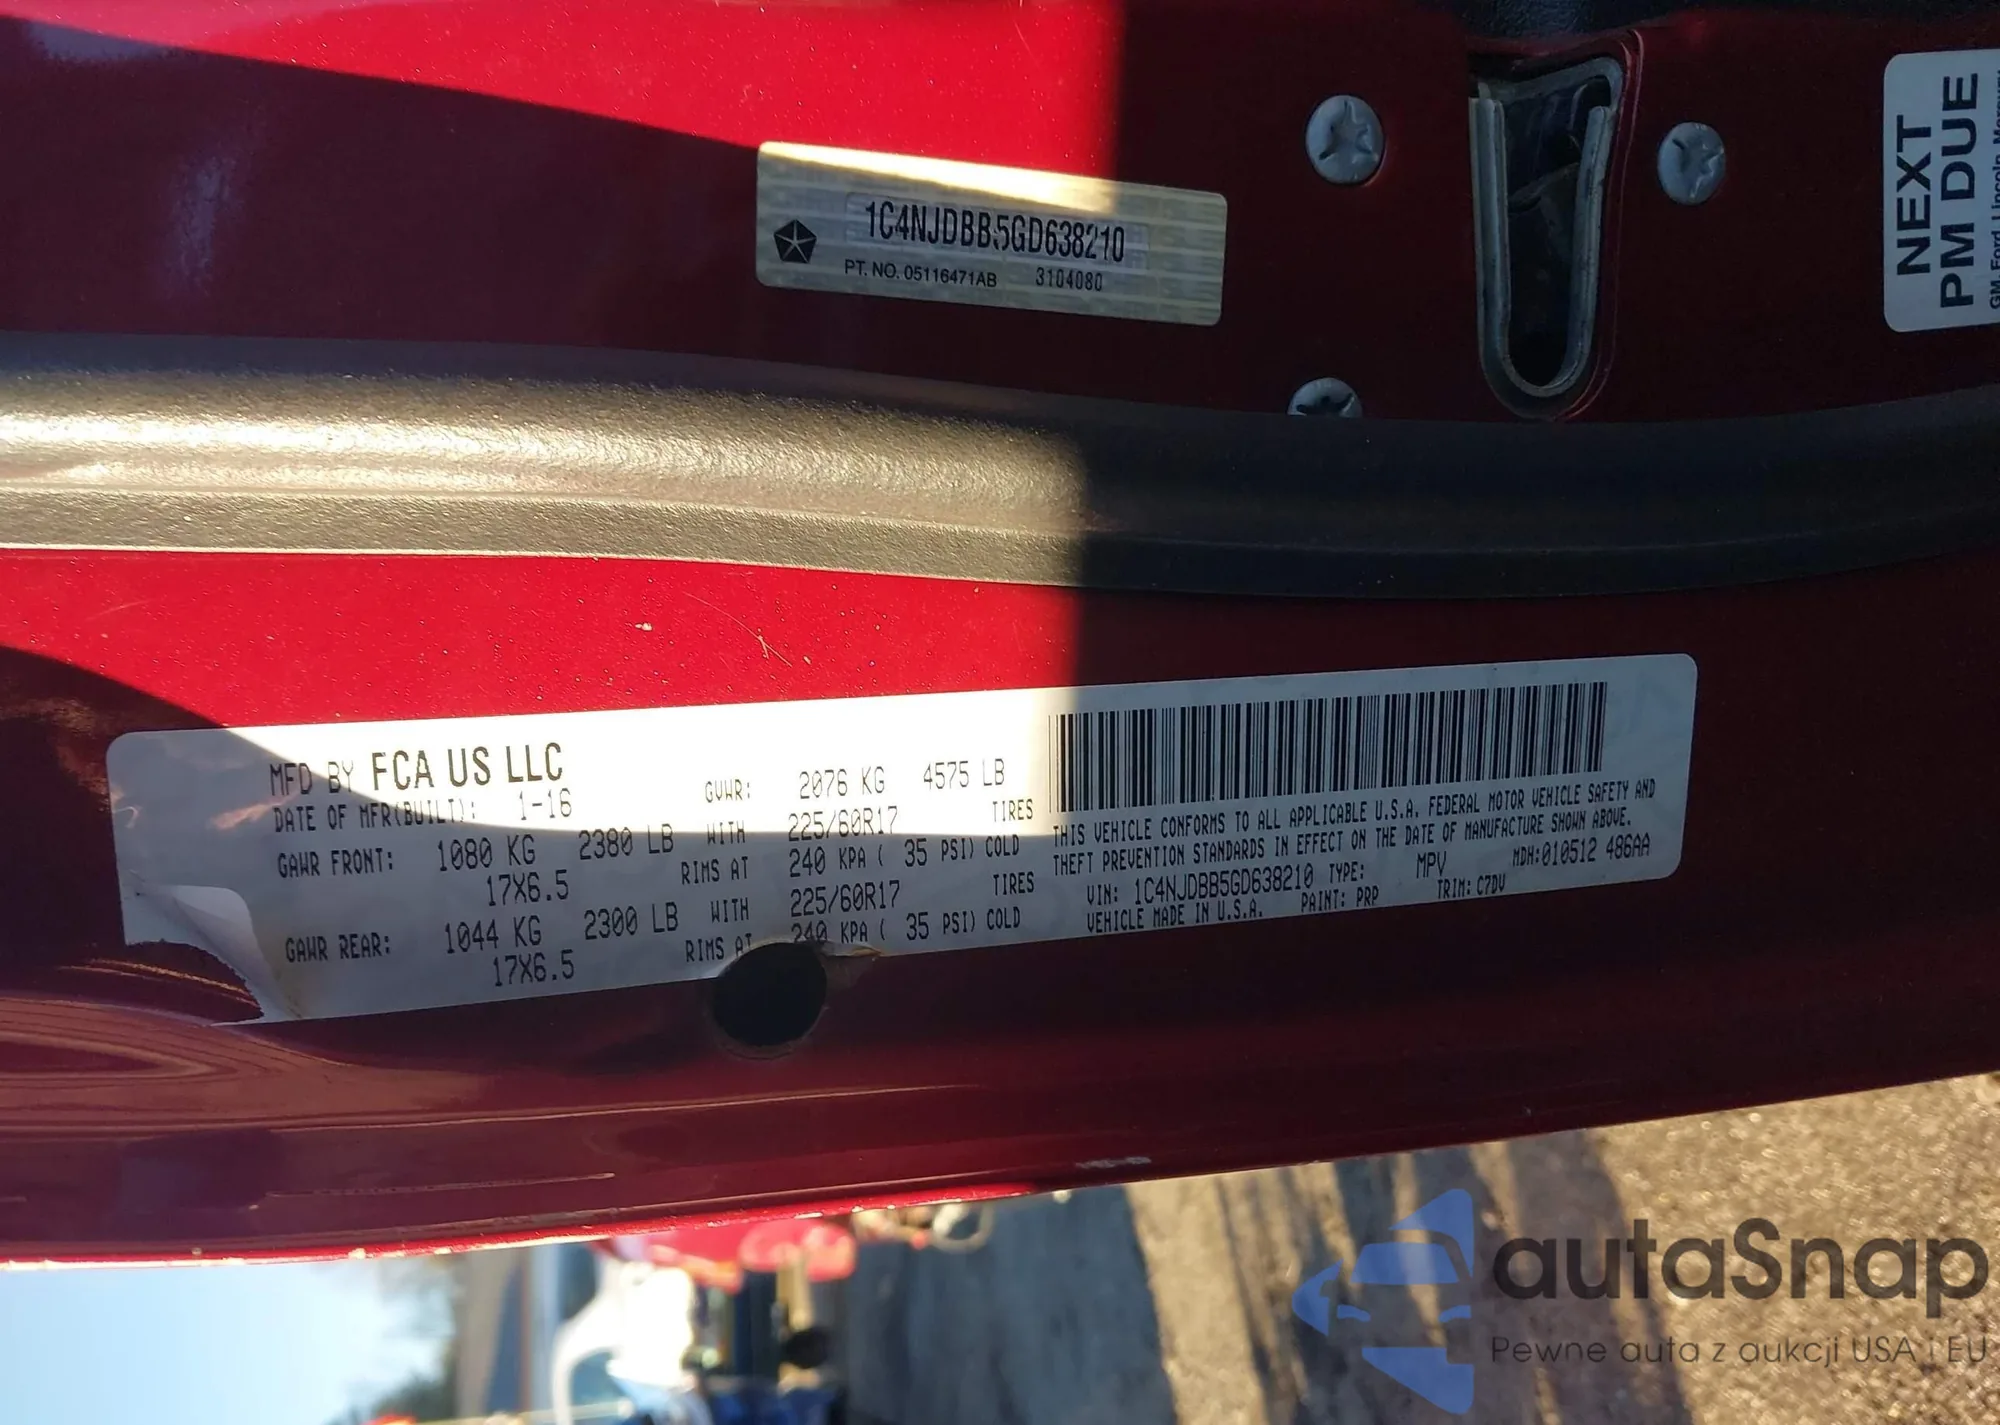 1C4NJDBB5GD638210
PT. NO. 05116471AB 3104080
NEXT
PM DUE
MFD BY FCA US LLC
DATE OF MFR(BUILT): 1-16 GVWR: 2076 KG 4575 LB
GAWR FRONT: 1080 KG 2380 LB WITH 225/60R17 TIRES
17X6.5 RIMS AT 240 KPA ( 35 PSI) COLD
GAWR REAR: 1044 KG 2300 LB WITH 225/60R17 TIRES
17X6.5 RIMS AT 240 KPA ( 35 PSI) COLD
THIS VEHICLE CONFORMS TO ALL APPLICABLE U.S.A. FEDERAL MOTOR VEHICLE SAFETY AND
THEFT PREVENTION STANDARDS IN EFFECT ON THE DATE OF MANUFACTURE SHOWN ABOVE.
VIN: 1C4NJDBB5GD638210 TYPE: MPV MDH:010512 486AA
VEHICLE MADE IN U.S.A. PAINT: PRP TRIM: C7DV
autaSnap
Pewne auta z aukcji USA i EU